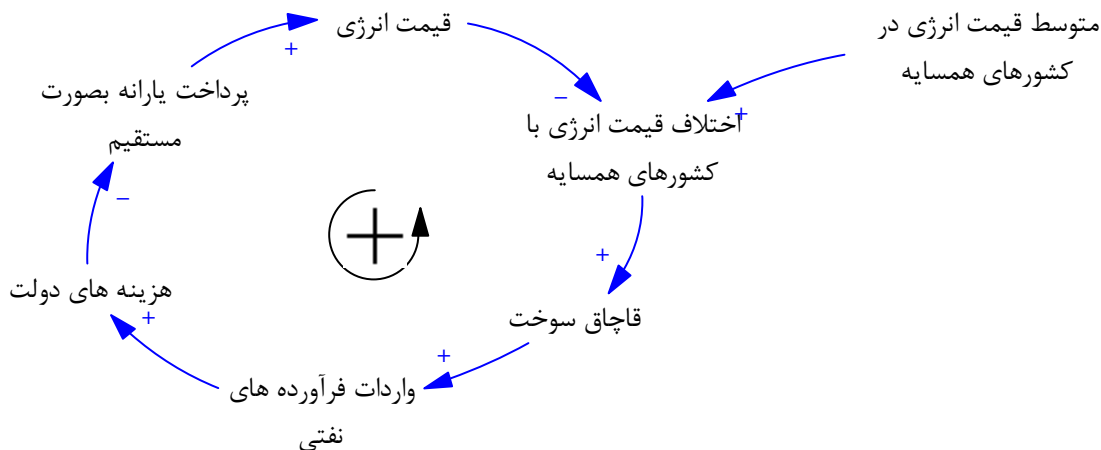 قیمت انرژی
متوسط قیمت انرژی در
کشورهای همسایه
+
پرداخت یارانه بصورت
مستقیم
−
+
اختلاف قیمت انرژی با
کشورهای همسایه
−
+
+
هزینه های دولت
+
قاچاق سوخت
+
واردات فرآورده های
نفتی